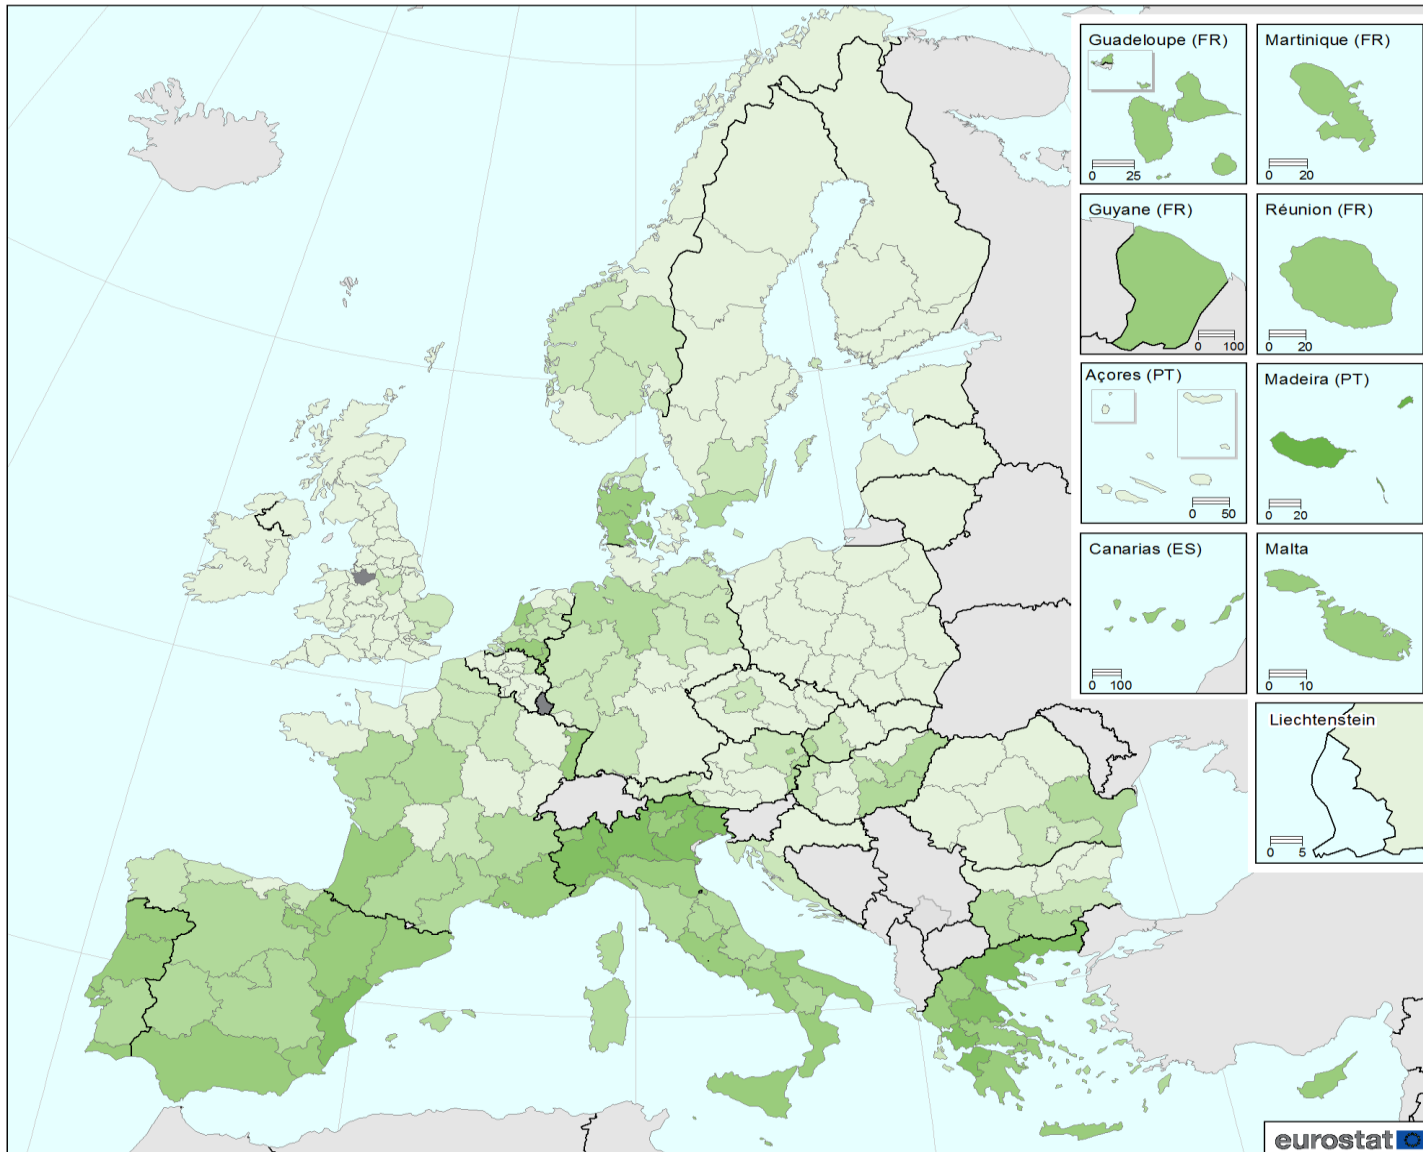 Guadeloupe (FR)
0 25
Martinique (FR)
0 20
Guyane (FR)
0 100
Réunion (FR)
0 20
Açores (PT)
0 50
Madeira (PT)
0 20
Canarias (ES)
0 100
Malta
0 10
Liechtenstein
0 5
eurostat